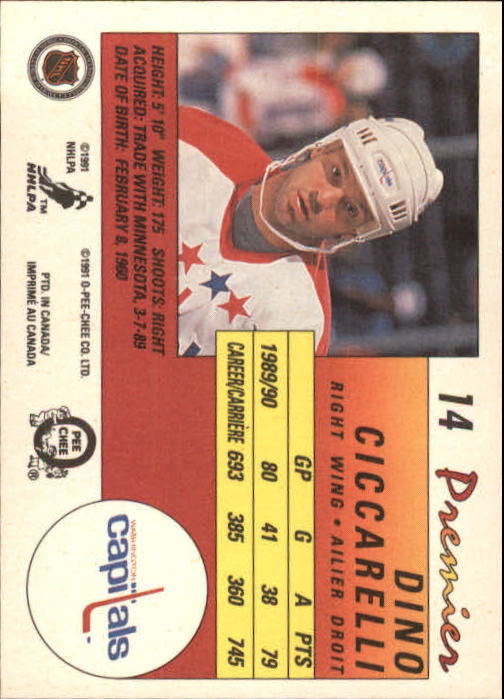 14 Premier
DINO
CICCARELLI
RIGHT WING • AILIER DROIT
GP G A PTS
1989/90 80 41 38 79
CAREER/CARRIÈRE 693 385 360 745
HEIGHT: 5' 10" WEIGHT: 175 SHOOTS: RIGHT
ACQUIRED: TRADE WITH MINNESOTA, 3-7-89
DATE OF BIRTH: FEBRUARY 8, 1960
WASHINGTON
capitals
NHL
©1991
NHLPA
NHLPA™
©1991 O-PEE-CHEE CO. LTD.
PTD. IN CANADA/
IMPRIMÉ AU CANADA
O
PEE
CHEE
®